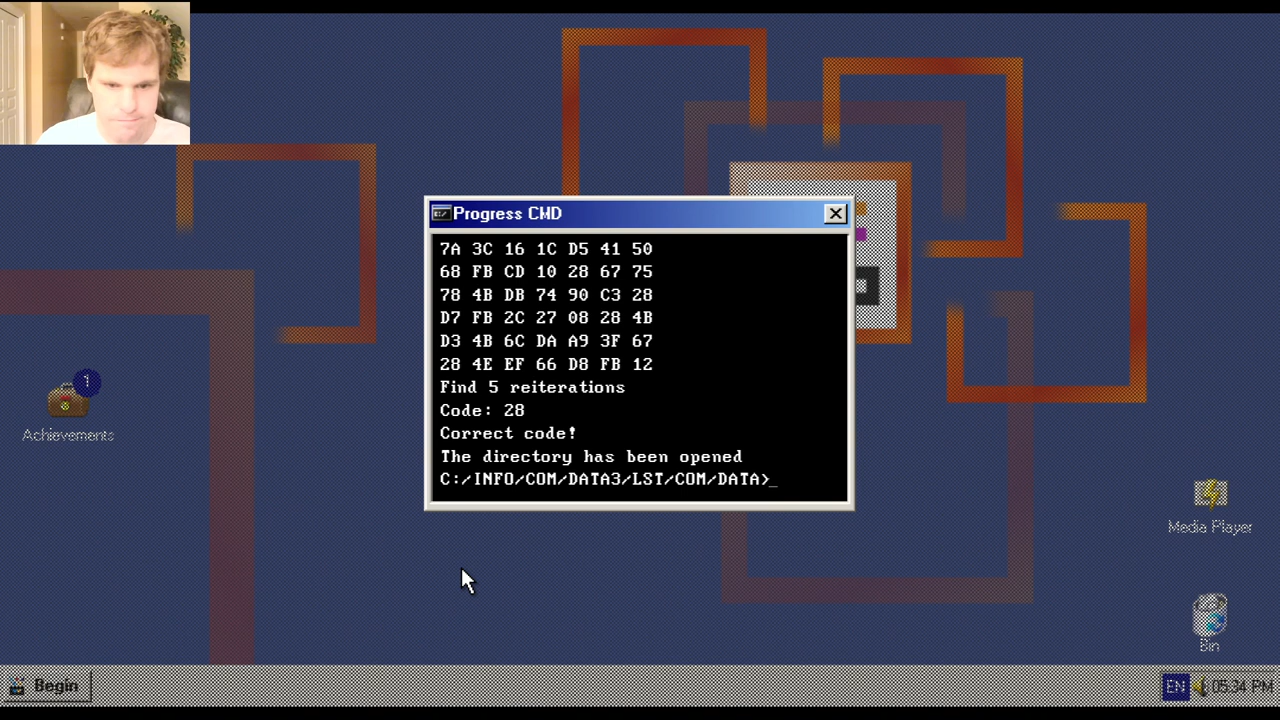 Progress CMD
7A 3C 16 1C D5 41 50
68 FB CD 10 28 67 75
78 4B DB 74 90 C3 28
D7 FB 2C 27 08 28 4B
D3 4B 6C DA A9 3F 67
28 4E EF 66 D8 FB 12
Find 5 reiterations
Code: 28
Correct code!
The directory has been opened
C:/INFO/COM/DATA3/LST/COM/DATA>_
1
Achievements
Media Player
Bin
Begin
EN 05:34 PM